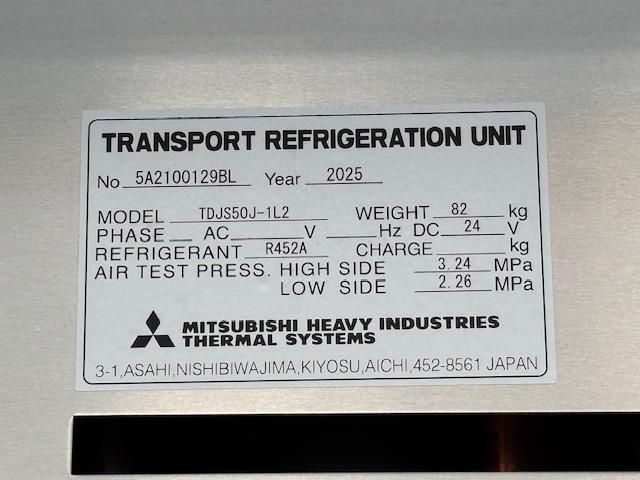 TRANSPORT REFRIGERATION UNIT
No 5A2100129BL Year 2025
MODEL TDJS50J-1L2 WEIGHT 82 kg
PHASE AC V Hz DC 24 V
REFRIGERANT R452A CHARGE kg
AIR TEST PRESS. HIGH SIDE 3.24 MPa
LOW SIDE 2.26 MPa
MITSUBISHI HEAVY INDUSTRIES
THERMAL SYSTEMS
3-1,ASAHI,NISHIBIWAJIMA,KIYOSU,AICHI,452-8561 JAPAN